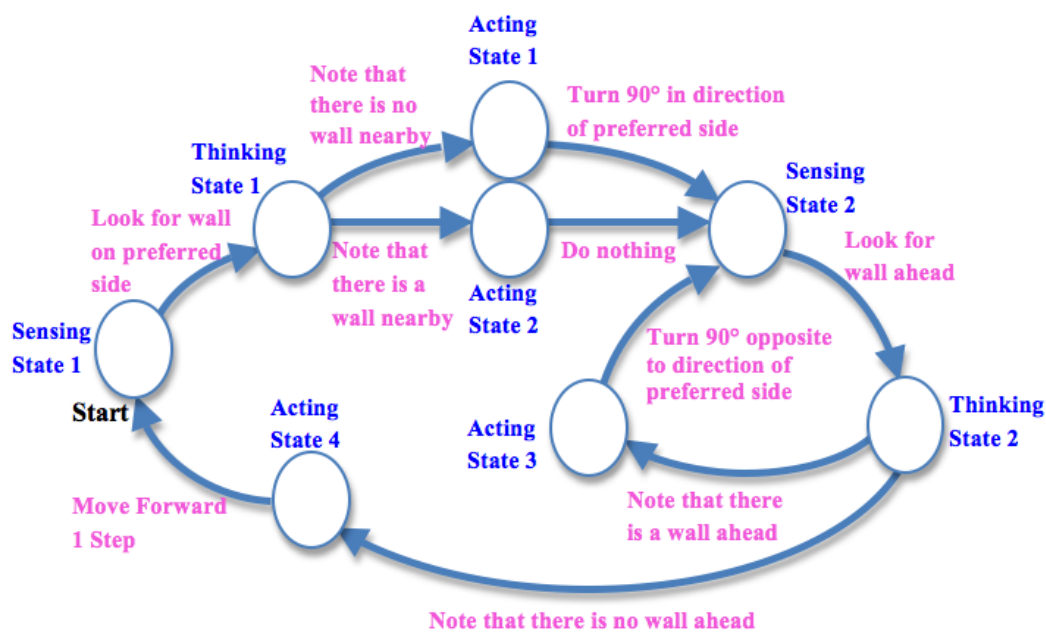 Acting
State 1
Note that
there is no
wall nearby
Turn 90° in direction
of preferred side
Thinking
State 1
Sensing
State 2
Look for wall
on preferred
side
Note that
there is a
wall nearby
Do nothing
Look for
wall ahead
Acting
State 2
Sensing
State 1
Turn 90° opposite
to direction of
preferred side
Start
Acting
State 4
Acting
State 3
Thinking
State 2
Move Forward
1 Step
Note that there
is a wall ahead
Note that there is no wall ahead